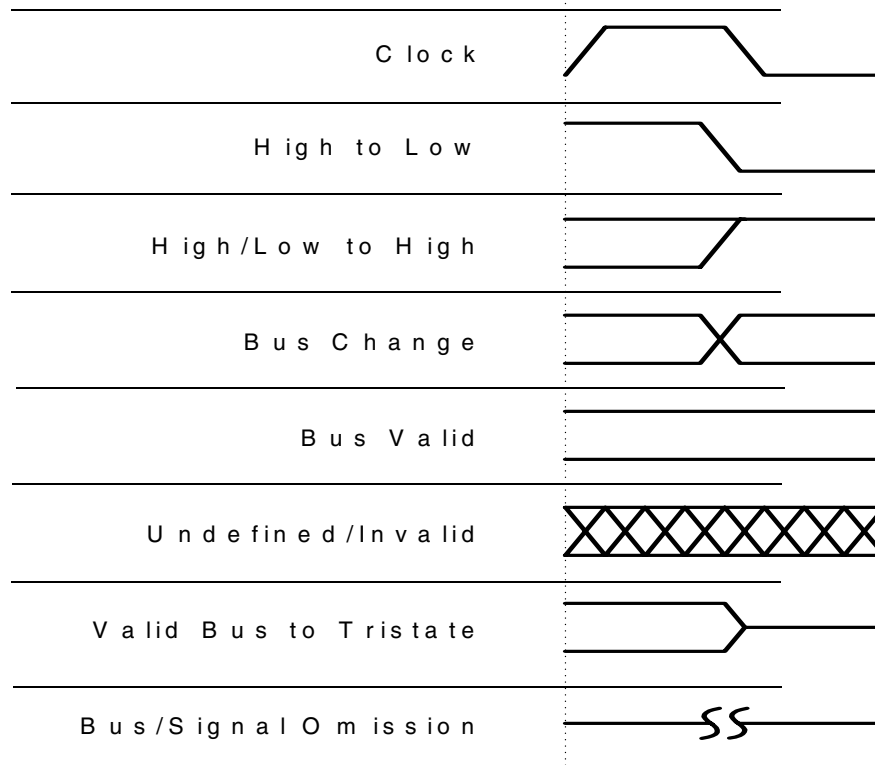 Clock
High to Low
High/Low to High
Bus Change
Bus Valid
Undefined/Invalid
Valid Bus to Tristate
Bus/Signal Omission